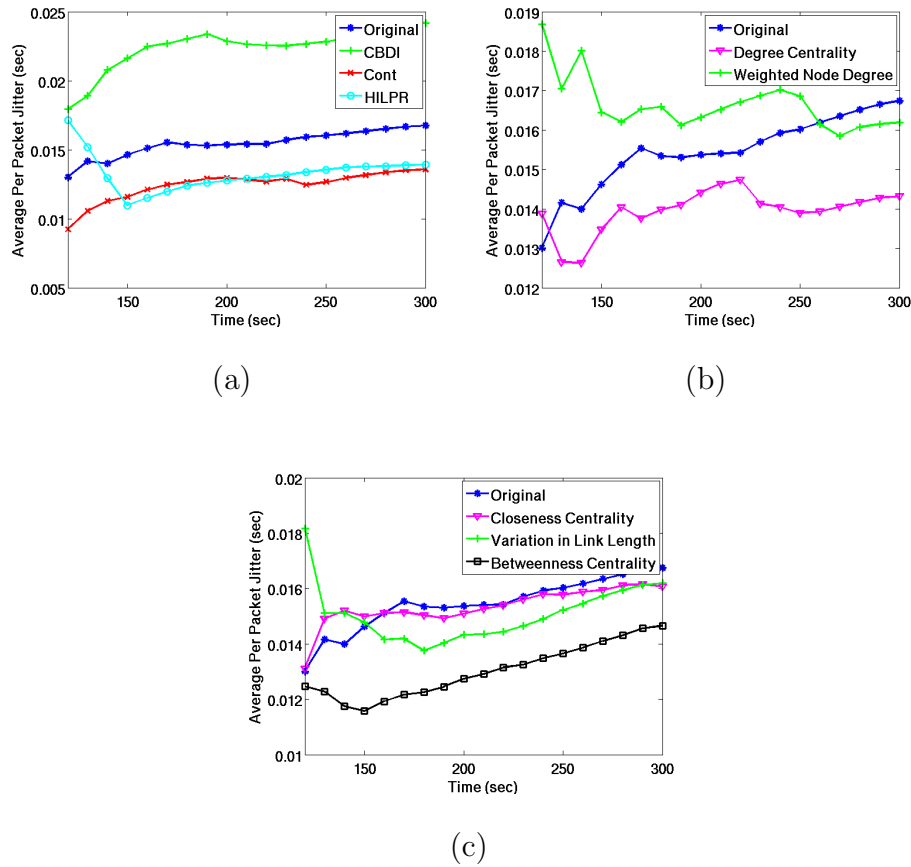 0.025
0.02
0.015
0.01
0.005
150
200
250
300
Average Per Packet Jitter (sec)
Time (sec)
Original
CBDI
Cont
HILPR
(a)
0.019
0.018
0.017
0.016
0.015
0.014
0.013
0.012
150
200
250
300
Average Per Packet Jitter (sec)
Time (sec)
Original
Degree Centrality
Weighted Node Degree
(b)
0.02
0.018
0.016
0.014
0.012
0.01
150
200
250
300
Average Per Packet Jitter (sec)
Time (sec)
Original
Closeness Centrality
Variation in Link Length
Betweenness Centrality
(c)